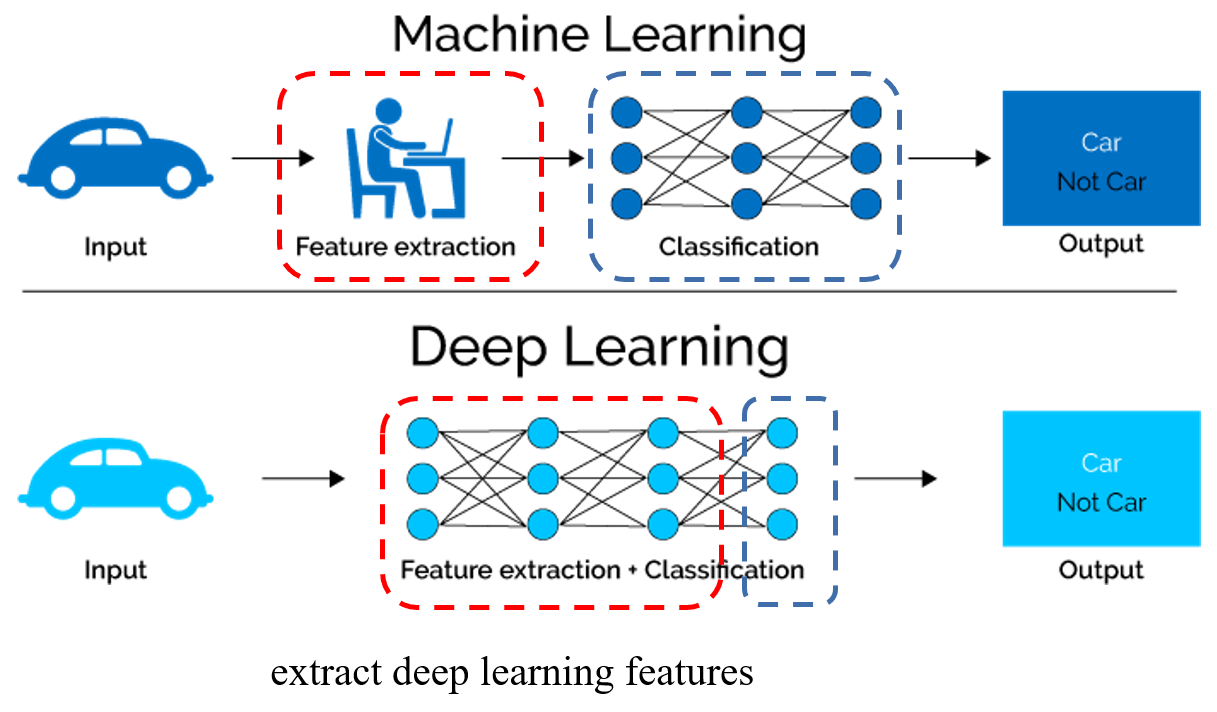 Machine Learning
Input
Feature extraction
Classification
Car
Not Car
Output
Deep Learning
Input
Feature extraction + Classification
Car
Not Car
Output
extract deep learning features